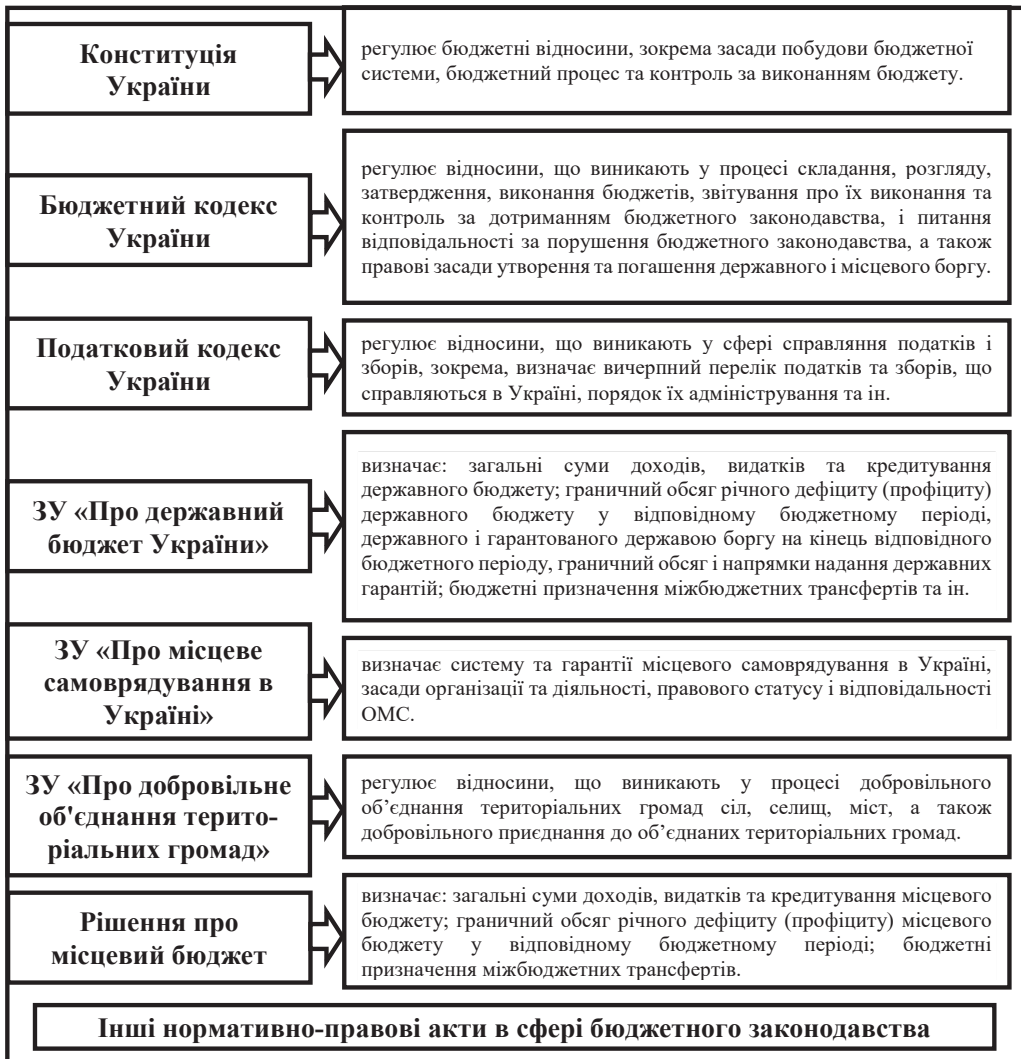 Конституція
України
регулює бюджетні відносини, зокрема засади побудови бюджетної
системи, бюджетний процес та контроль за виконанням бюджету.
Бюджетний кодекс
України
регулює відносини, що виникають у процесі складання, розгляду,
затвердження, виконання бюджетів, звітування про їх виконання та
контроль за дотриманням бюджетного законодавства, і питання
відповідальності за порушення бюджетного законодавства, а також
правові засади утворення та погашення державного і місцевого боргу.
Податковий кодекс
України
регулює відносини, що виникають у сфері справляння податків і
зборів, зокрема, визначає вичерпний перелік податків та зборів, що
справляються в Україні, порядок їх адміністрування та ін.
ЗУ «Про державний
бюджет України»
визначає: загальні суми доходів, видатків та кредитування
державного бюджету; граничний обсяг річного дефіциту (профіциту)
державного бюджету у відповідному бюджетному періоді,
державного і гарантованого державою боргу на кінець відповідного
бюджетного періоду, граничний обсяг і напрямки надання державних
гарантій; бюджетні призначення міжбюджетних трансфертів та ін.
ЗУ «Про місцеве
самоврядування в
Україні»
визначає систему та гарантії місцевого самоврядування в Україні,
засади організації та діяльності, правового статусу і відповідальності
ОМС.
ЗУ «Про добровільне
об'єднання терито-
ріальних громад»
регулює відносини, що виникають у процесі добровільного
об’єднання територіальних громад сіл, селищ, міст, а також
добровільного приєднання до об’єднаних територіальних громад.
Рішення про
місцевий бюджет
визначає: загальні суми доходів, видатків та кредитування місцевого
бюджету; граничний обсяг річного дефіциту (профіциту) місцевого
бюджету у відповідному бюджетному періоді; бюджетні
призначення міжбюджетних трансфертів.
Інші нормативно-правові акти в сфері бюджетного законодавства